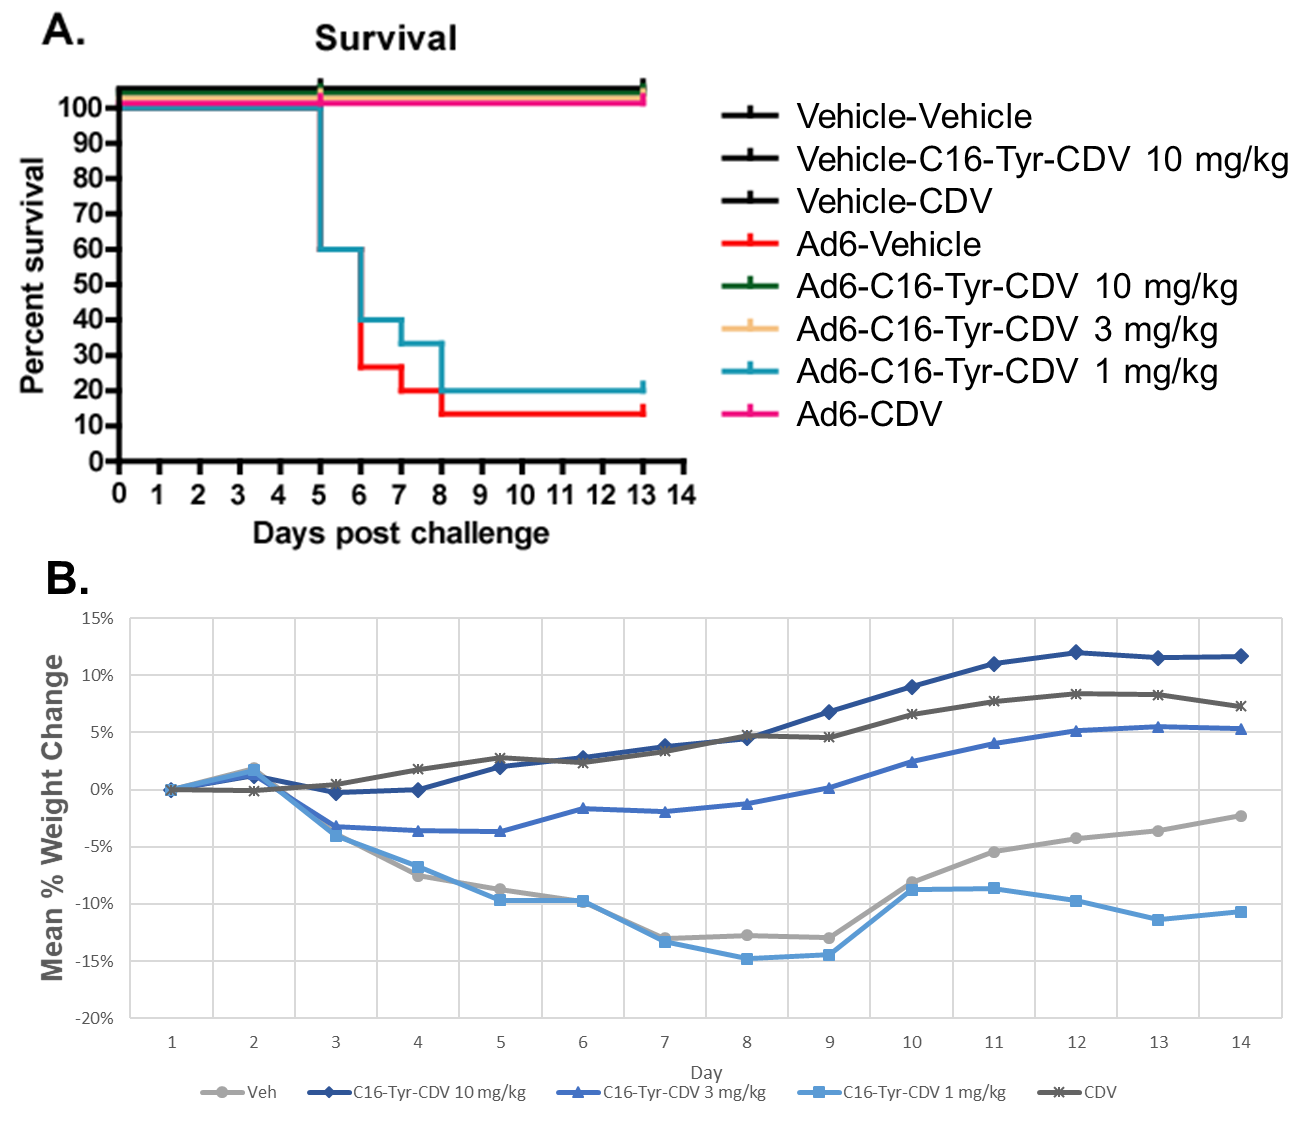 A.
Survival
Percent survival
100
90
80
70
60
50
40
30
20
10
0
0 1 2 3 4 5 6 7 8 9 10 11 12 13 14
Days post challenge
Vehicle-Vehicle
Vehicle-C16-Tyr-CDV 10 mg/kg
Vehicle-CDV
Ad6-Vehicle
Ad6-C16-Tyr-CDV 10 mg/kg
Ad6-C16-Tyr-CDV 3 mg/kg
Ad6-C16-Tyr-CDV 1 mg/kg
Ad6-CDV
B.
Mean % Weight Change
15%
10%
5%
0%
-5%
-10%
-15%
-20%
1 2 3 4 5 6 7 8 9 10 11 12 13 14
Day
Veh C16-Tyr-CDV 10 mg/kg C16-Tyr-CDV 3 mg/kg C16-Tyr-CDV 1 mg/kg CDV